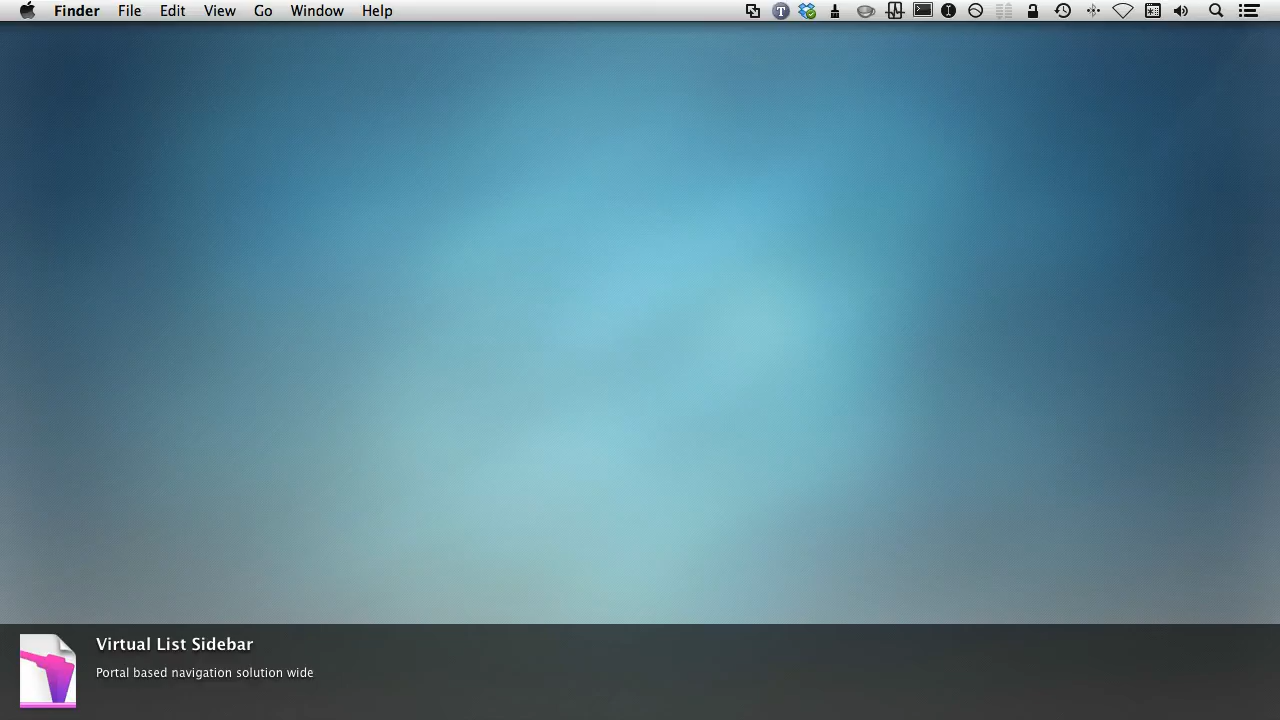 Finder File Edit View Go Window Help
T
Virtual List Sidebar
Portal based navigation solution wide